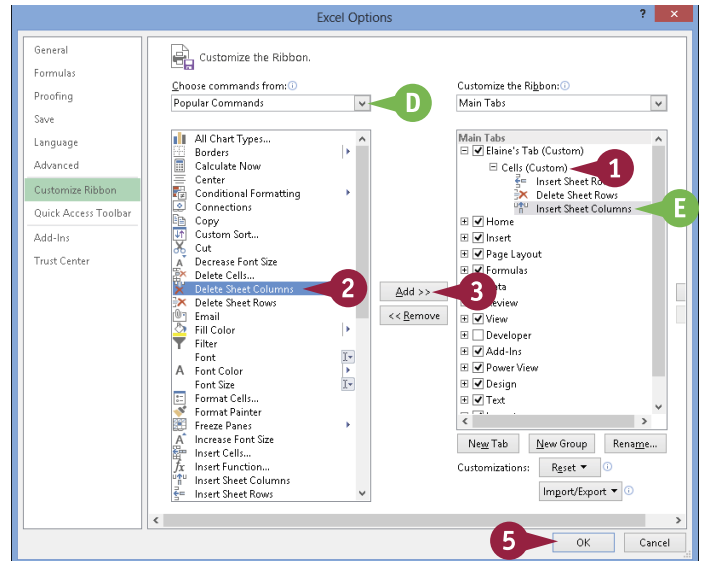 Excel Options
?
×
General
Formulas
Proofing
Save
Language
Advanced
Customize Ribbon
Quick Access Toolbar
Add-Ins
Trust Center
Customize the Ribbon.
Choose commands from:
Popular Commands
D
All Chart Types...
Borders
Calculate Now
Center
Conditional Formatting
Connections
Copy
Custom Sort...
Cut
Decrease Font Size
Delete Cells...
Delete Sheet Columns
2
Delete Sheet Rows
Email
Fill Color
Filter
Font
Font Color
Font Size
Format Cells...
Format Painter
Freeze Panes
Increase Font Size
Insert Cells...
Insert Function...
Insert Sheet Columns
Insert Sheet Rows
Add >>
3
<< Remove
Customize the Ribbon:
Main Tabs
Main Tabs
Elaine's Tab (Custom)
Cells (Custom)
1
Insert Sheet
Delete Sheet Rows
Insert Sheet Columns
E
Home
Insert
Page Layout
Formulas
View
Developer
Add-Ins
Power View
Design
Text
New Tab
New Group
Rename...
Customizations:
Reset
Import/Export
5
OK
Cancel